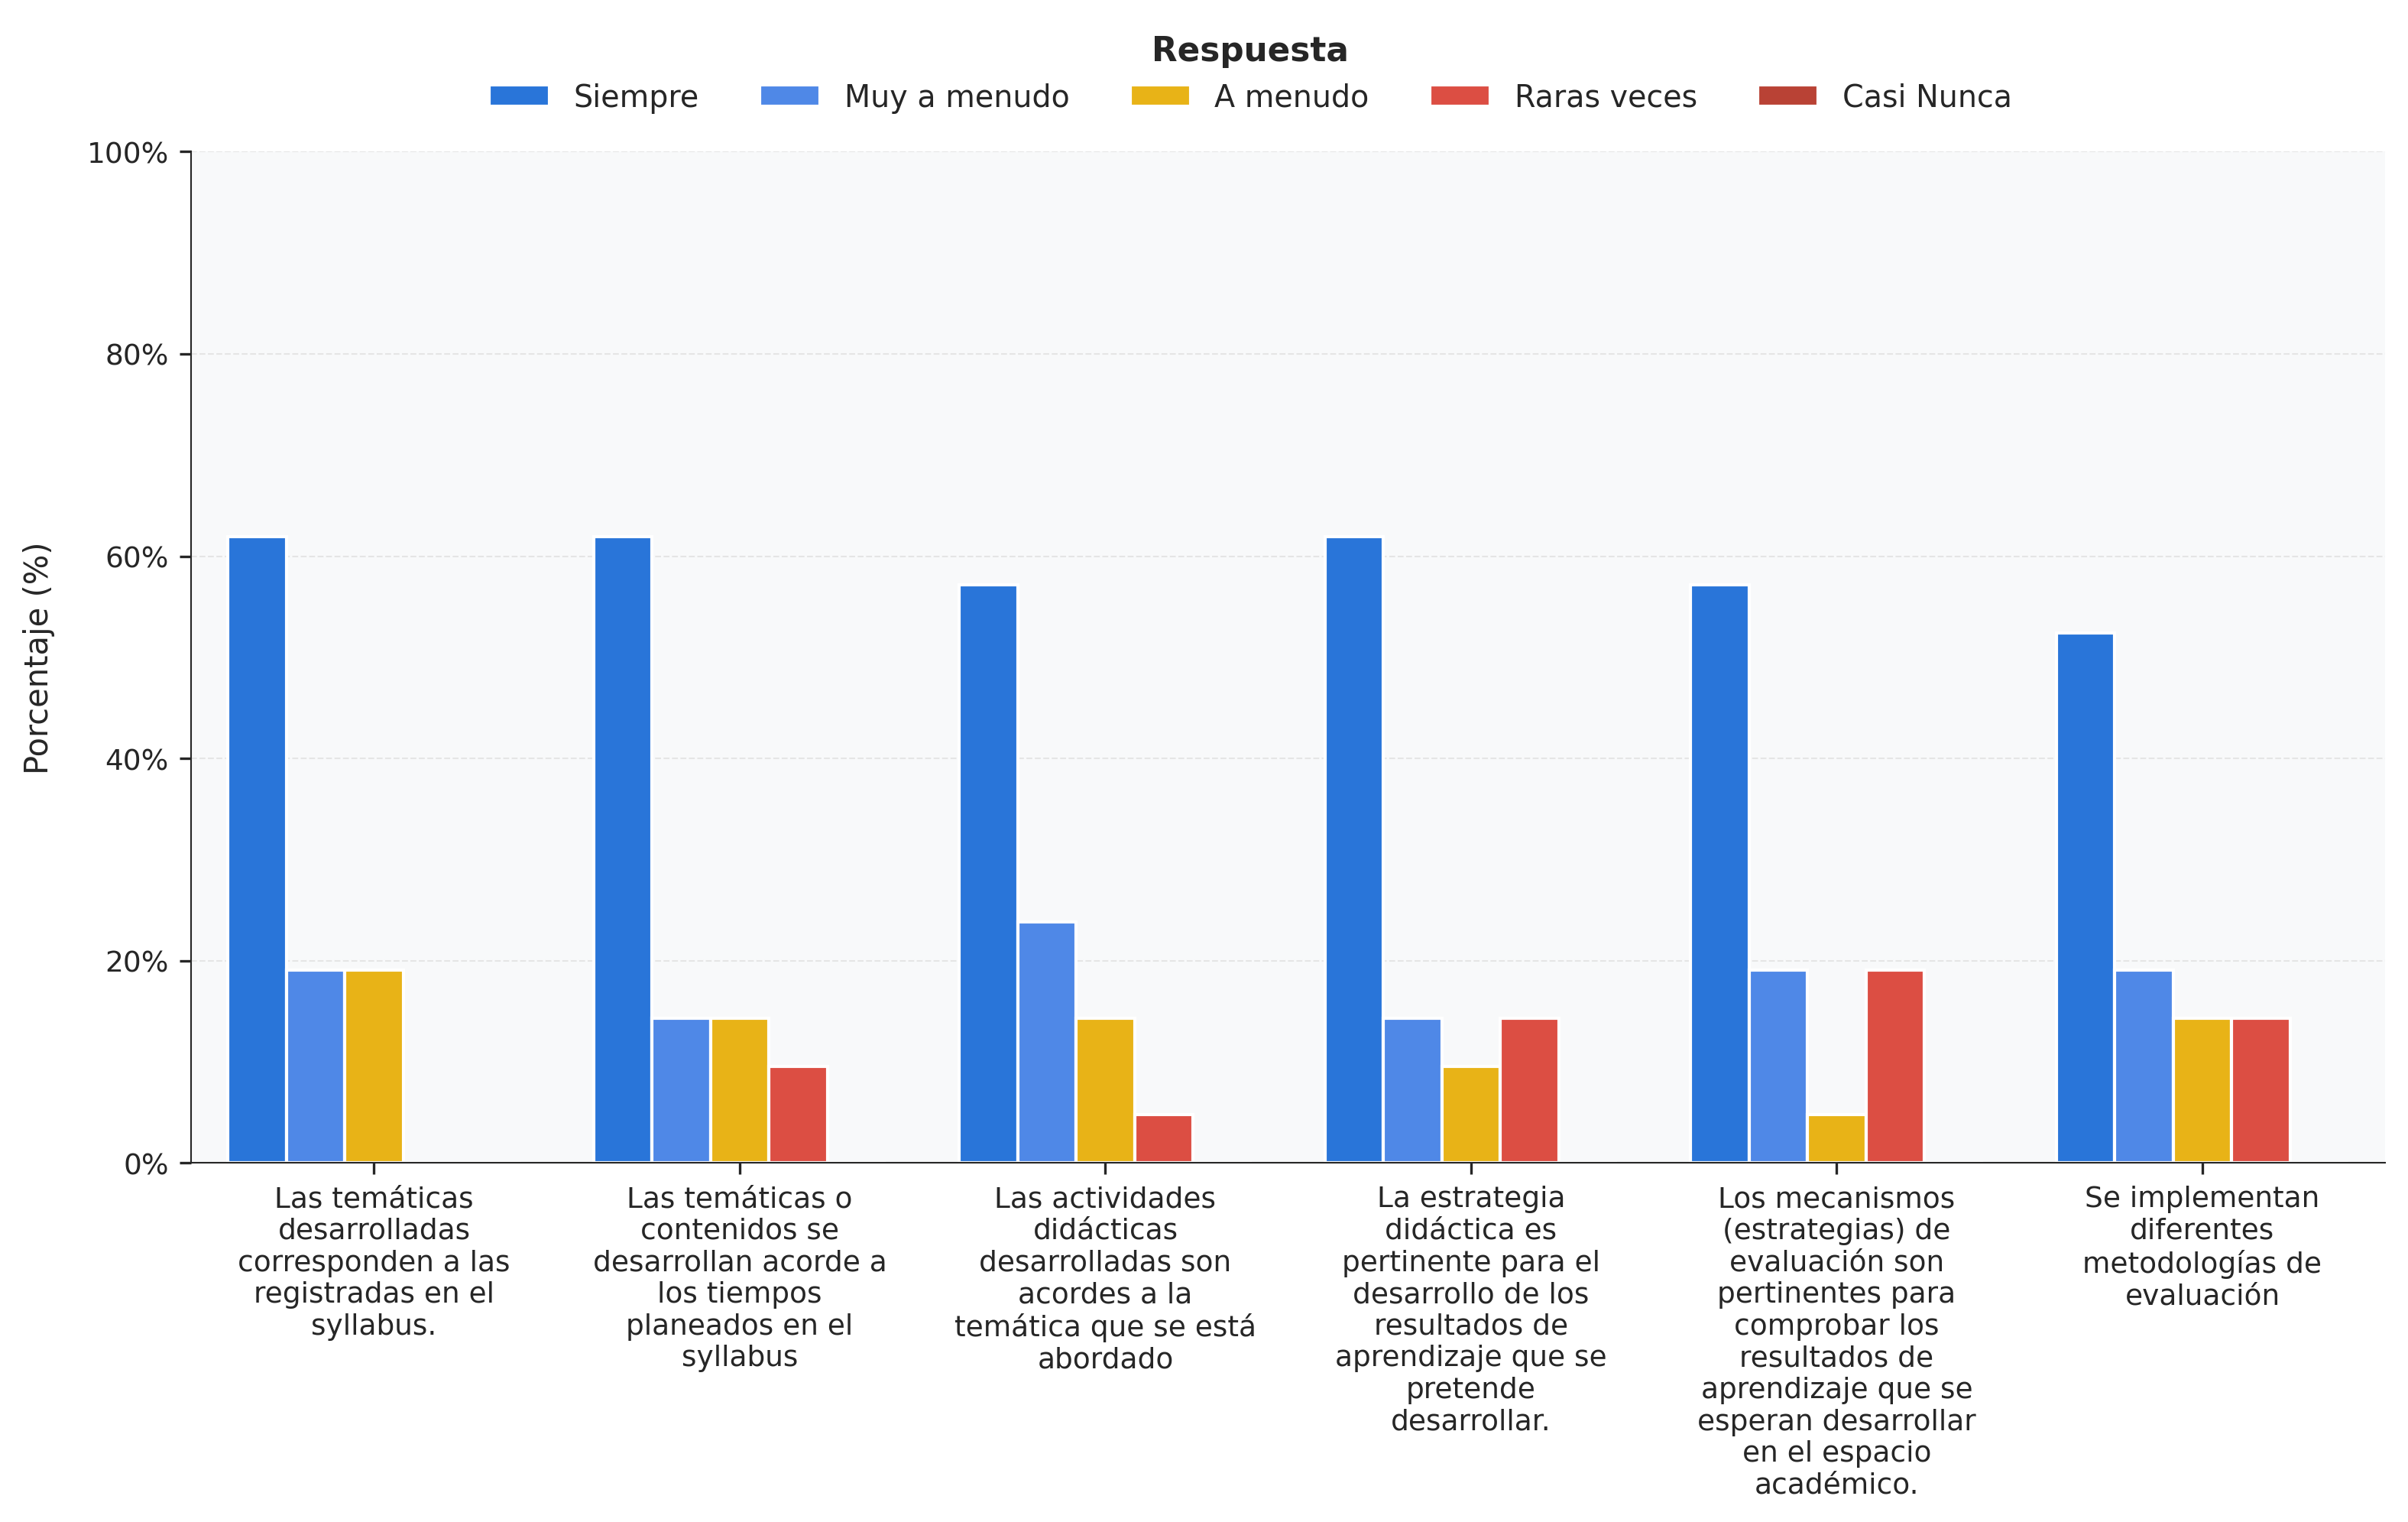 Respuesta
Siempre Muy a menudo A menudo Raras veces Casi Nunca
100%
80%
60%
40%
20%
0%
Porcentaje (%)
Las temáticas
desarrolladas
corresponden a las
registradas en el
syllabus.
Las temáticas o
contenidos se
desarrollan acorde a
los tiempos
planeados en el
syllabus
Las actividades
didácticas
desarrolladas son
acordes a la
temática que se está
abordado
La estrategia
didáctica es
pertinente para el
desarrollo de los
resultados de
aprendizaje que se
pretende
desarrollar.
Los mecanismos
(estrategias) de
evaluación son
pertinentes para
comprobar los
resultados de
aprendizaje que se
esperan desarrollar
en el espacio
académico.
Se implementan
diferentes
metodologías de
evaluación